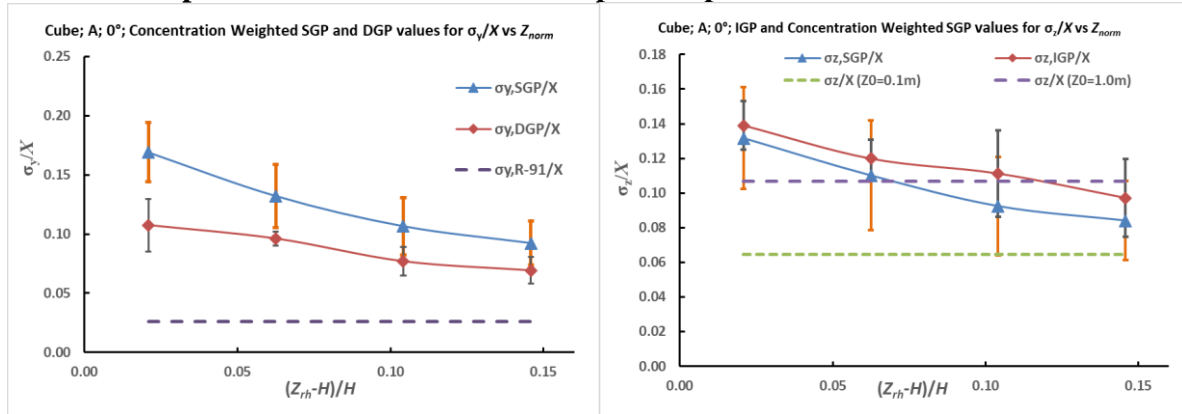 Cube; A; 0°; Concentration Weighted SGP and DGP values for σy/X vs Znorm
0.25
0.20
0.15
0.10
0.05
0.00
σy/X
σy,SGP/X
σy,DGP/X
σy,R-91/X
0.00
0.05
0.10
0.15
(Zrh-H)/H
Cube; A; 0°; IGP and Concentration Weighted SGP values for σz/X vs Znorm
σz,SGP/X
σz,IGP/X
σz/X (Z0=0.1m)
σz/X (Z0=1.0m)
0.18
0.16
0.14
0.12
0.10
0.08
0.06
0.04
0.02
0.00
σz/X
0.00
0.05
0.10
0.15
(Zrh-H)/H